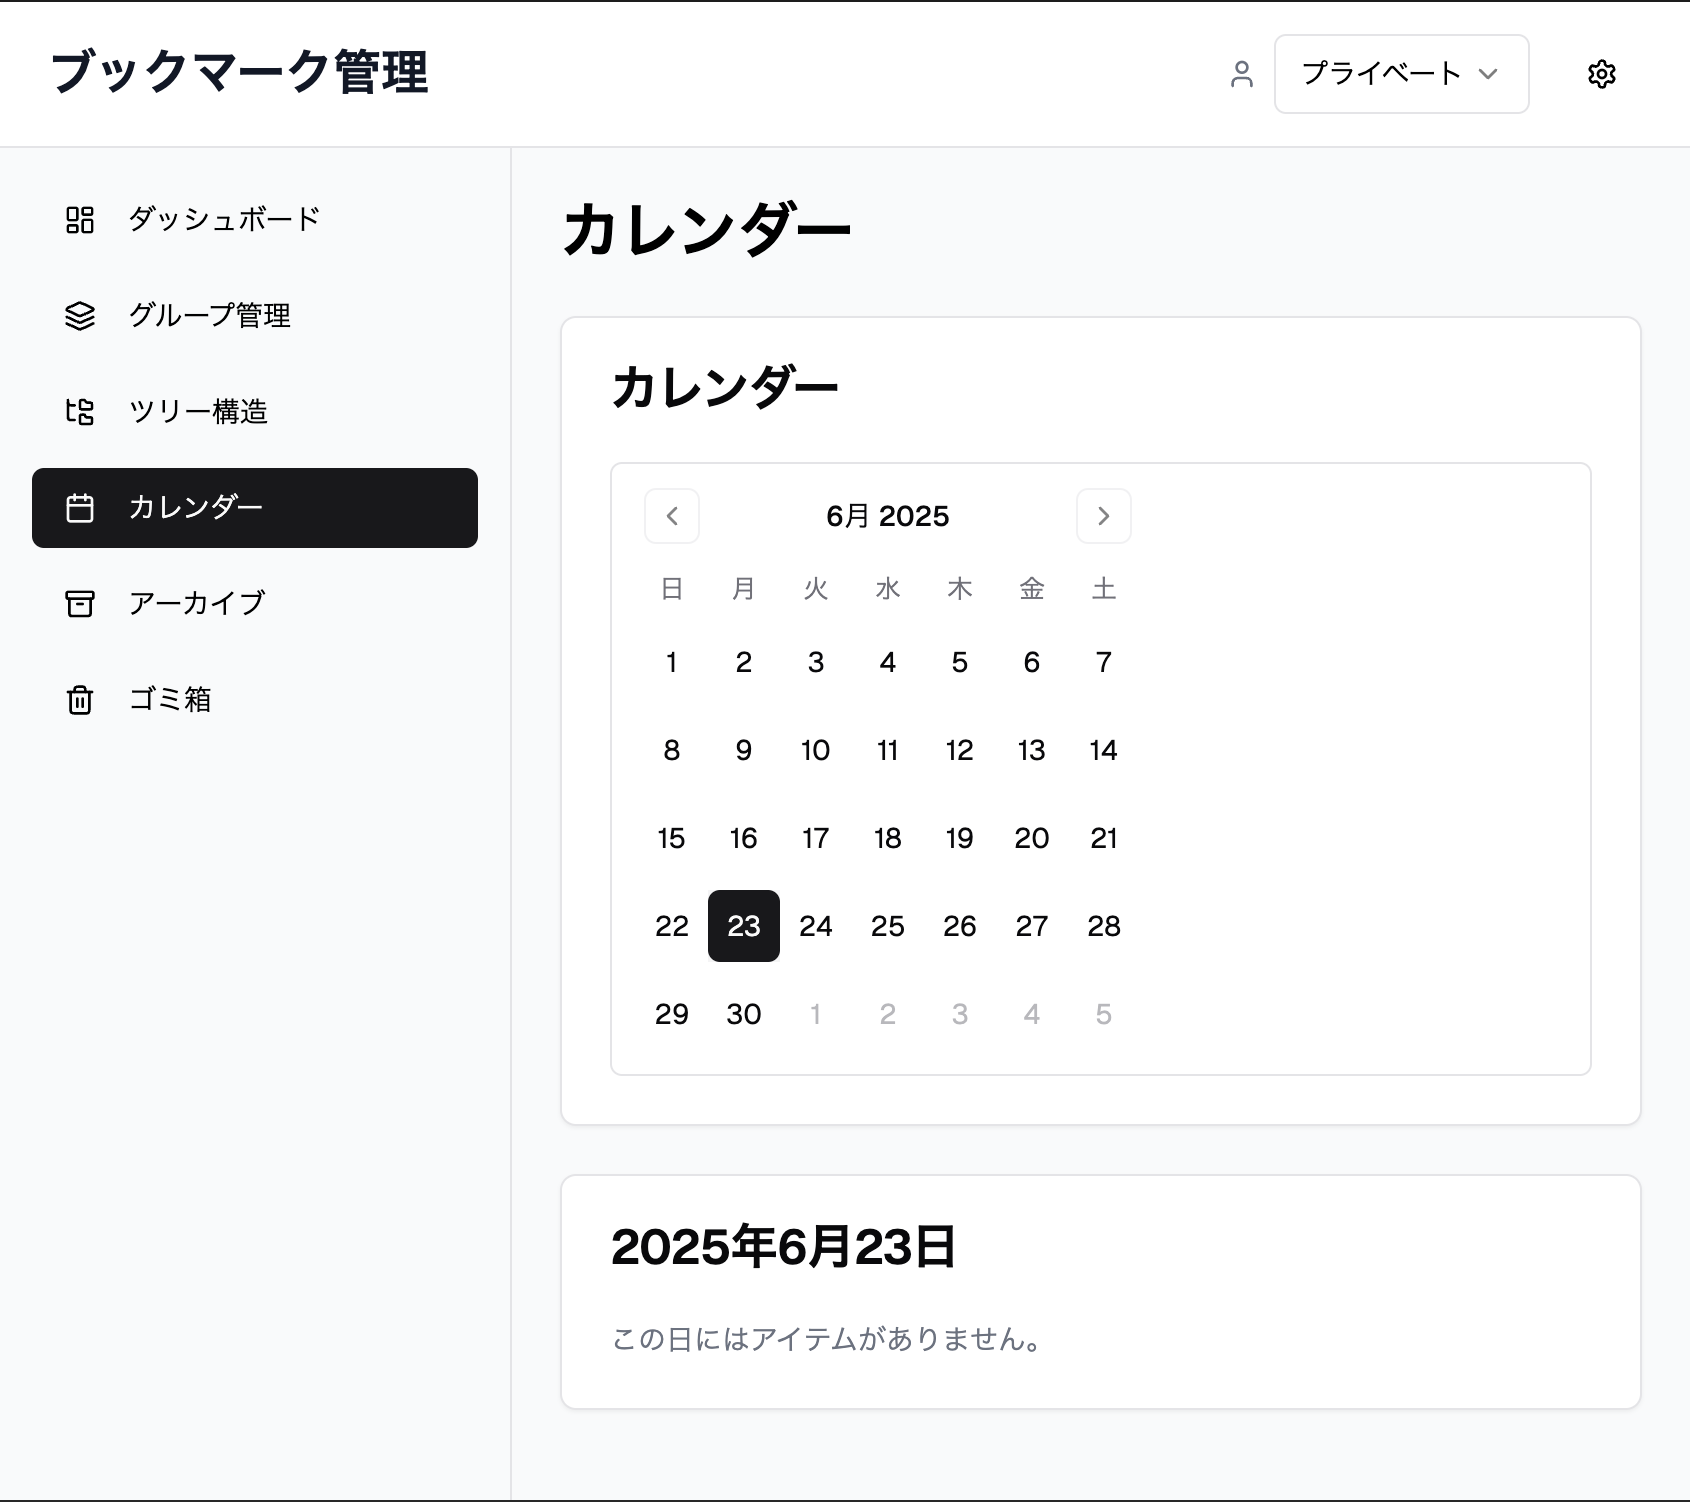 ブックマーク管理
プライベート
ダッシュボード
グループ管理
ツリー構造
カレンダー
アーカイブ
ゴミ箱
カレンダー
カレンダー
6月 2025
日 月 火 水 木 金 土
1 2 3 4 5 6 7
8 9 10 11 12 13 14
15 16 17 18 19 20 21
22 23 24 25 26 27 28
29 30 1 2 3 4 5
2025年6月23日
この日にはアイテムがありません。